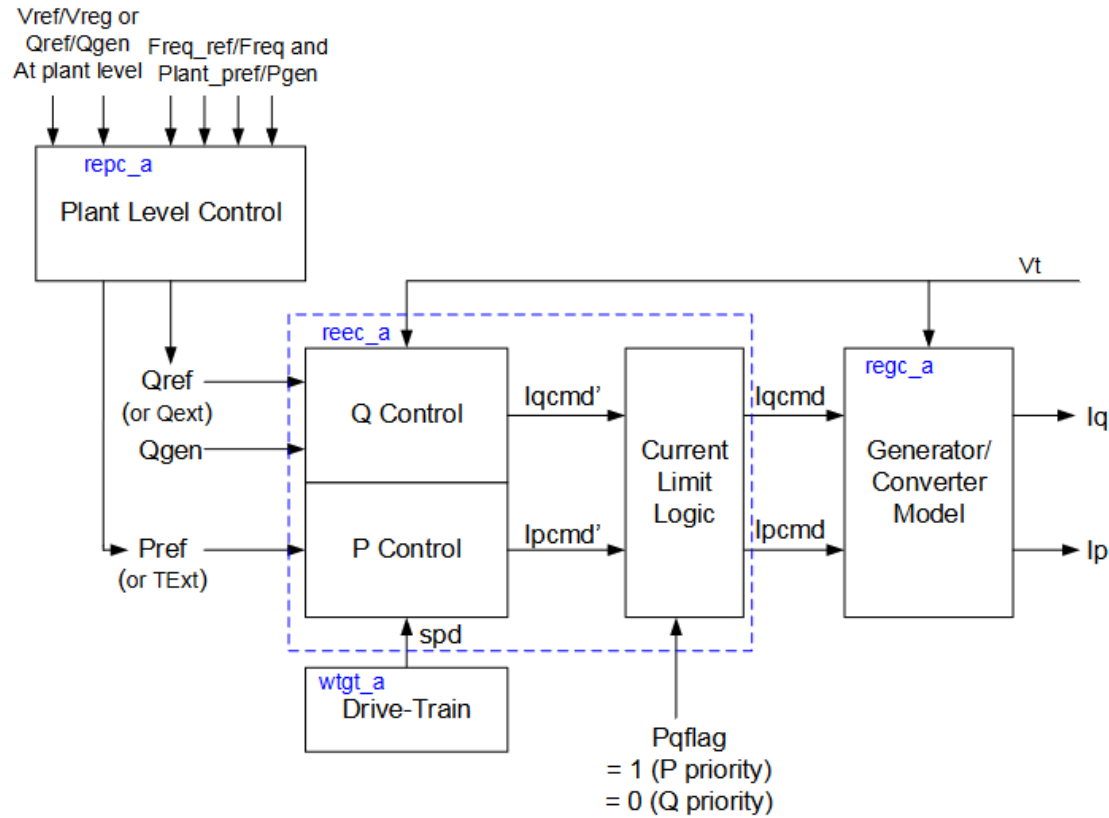 Vref/Vreg or
Qref/Qgen
At plant level
Freq_ref/Freq and
Plant_pref/Pgen
repc_a
Plant Level Control
Vt
reec_a
regc_a
Qref
(or Qext)
Qgen
Q Control
Iqcmd'
Current
Limit
Logic
Iqcmd
Generator/
Converter
Model
Iq
Pref
(or TExt)
P Control
Ipcmd'
Ipcmd
Ip
spd
wtgt_a
Drive-Train
Pqflag
= 1 (P priority)
= 0 (Q priority)